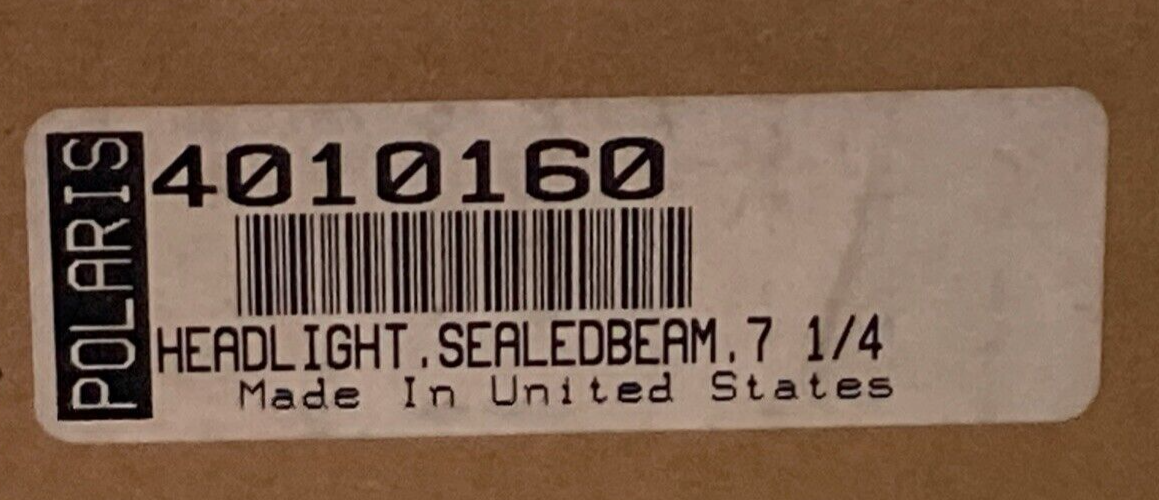 POLARIS
4010160
HEADLIGHT.SEALEDBEAM.7 1/4
Made In United States